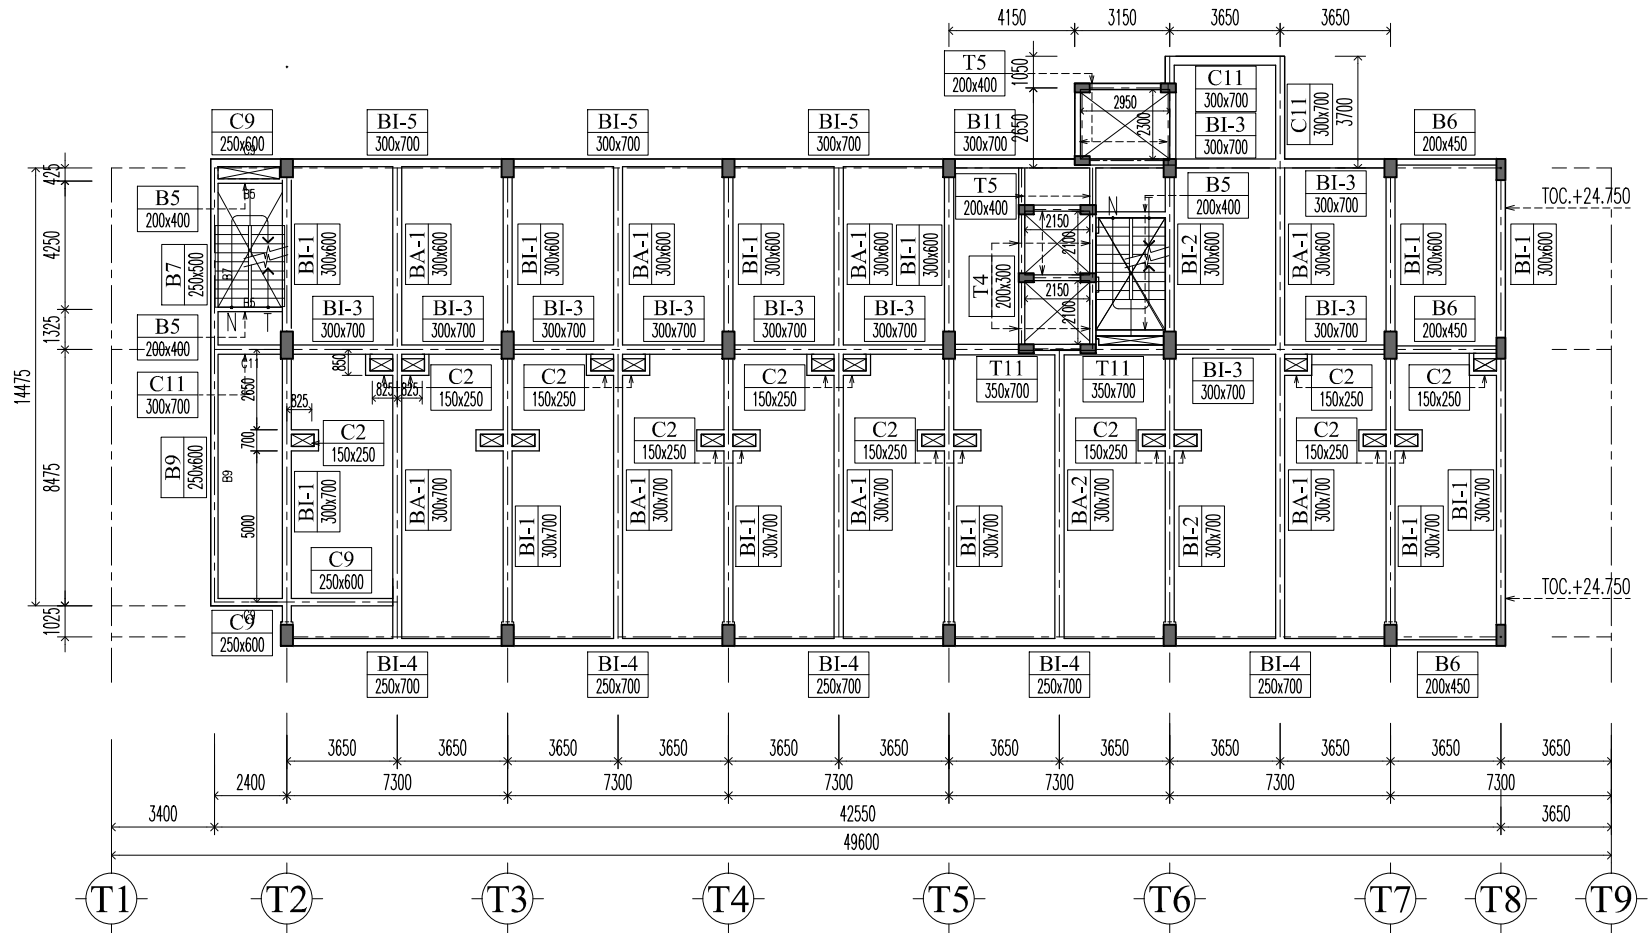 4150 3150 3650 3650
T5
200x400
1050
2650
2950
2300
C11
300x700
BI-3
300x700
C11
300x700
3700
C9
250x600
C9
BI-5
300x700
BI-5
300x700
BI-5
300x700
B11
300x700
B6
200x450
425
4250
1325
14475
8475
1025
B5
200x400
B5
B7
250x500
B7
B5
B5
200x400
N T
C11
300x700
C11
B9
250x600
B9
BI-1
300x600
BA-1
300x600
BI-1
300x600
BA-1
300x600
BI-1
300x600
BA-1
300x600
BI-1
300x600
T5
200x400
T4
200x300
2150
2100
2150
2100
N
B5
200x400
BI-2
300x600
BA-1
300x600
BI-3
300x700
BI-1
300x600
BI-1
300x600
TOC.+24.750
BI-3
300x700
BI-3
300x700
BI-3
300x700
BI-3
300x700
BI-3
300x700
BI-3
300x700
BI-3
300x700
B6
200x450
850
825 825
825
2650
700
5000
C2
150x250
C2
150x250
C2
150x250
T11
350x700
T11
350x700
BI-3
300x700
C2
150x250
C2
150x250
C2
150x250
C2
150x250
C2
150x250
C2
150x250
C2
150x250
BI-1
300x700
BA-1
300x700
BI-1
300x700
BA-1
300x700
BI-1
300x700
BA-1
300x700
BI-1
300x700
BA-2
300x700
BI-2
300x700
BA-1
300x700
BI-1
300x700
BI-1
300x700
C9
250x600
TOC.+24.750
C9
C9
250x600
BI-4
250x700
BI-4
250x700
BI-4
250x700
BI-4
250x700
BI-4
250x700
B6
200x450
3650 3650 3650 3650 3650 3650 3650 3650 3650 3650 3650 3650
2400 7300 7300 7300 7300 7300 7300
3400 42550 3650
49600
T1 T2 T3 T4 T5 T6 T7 T8 T9